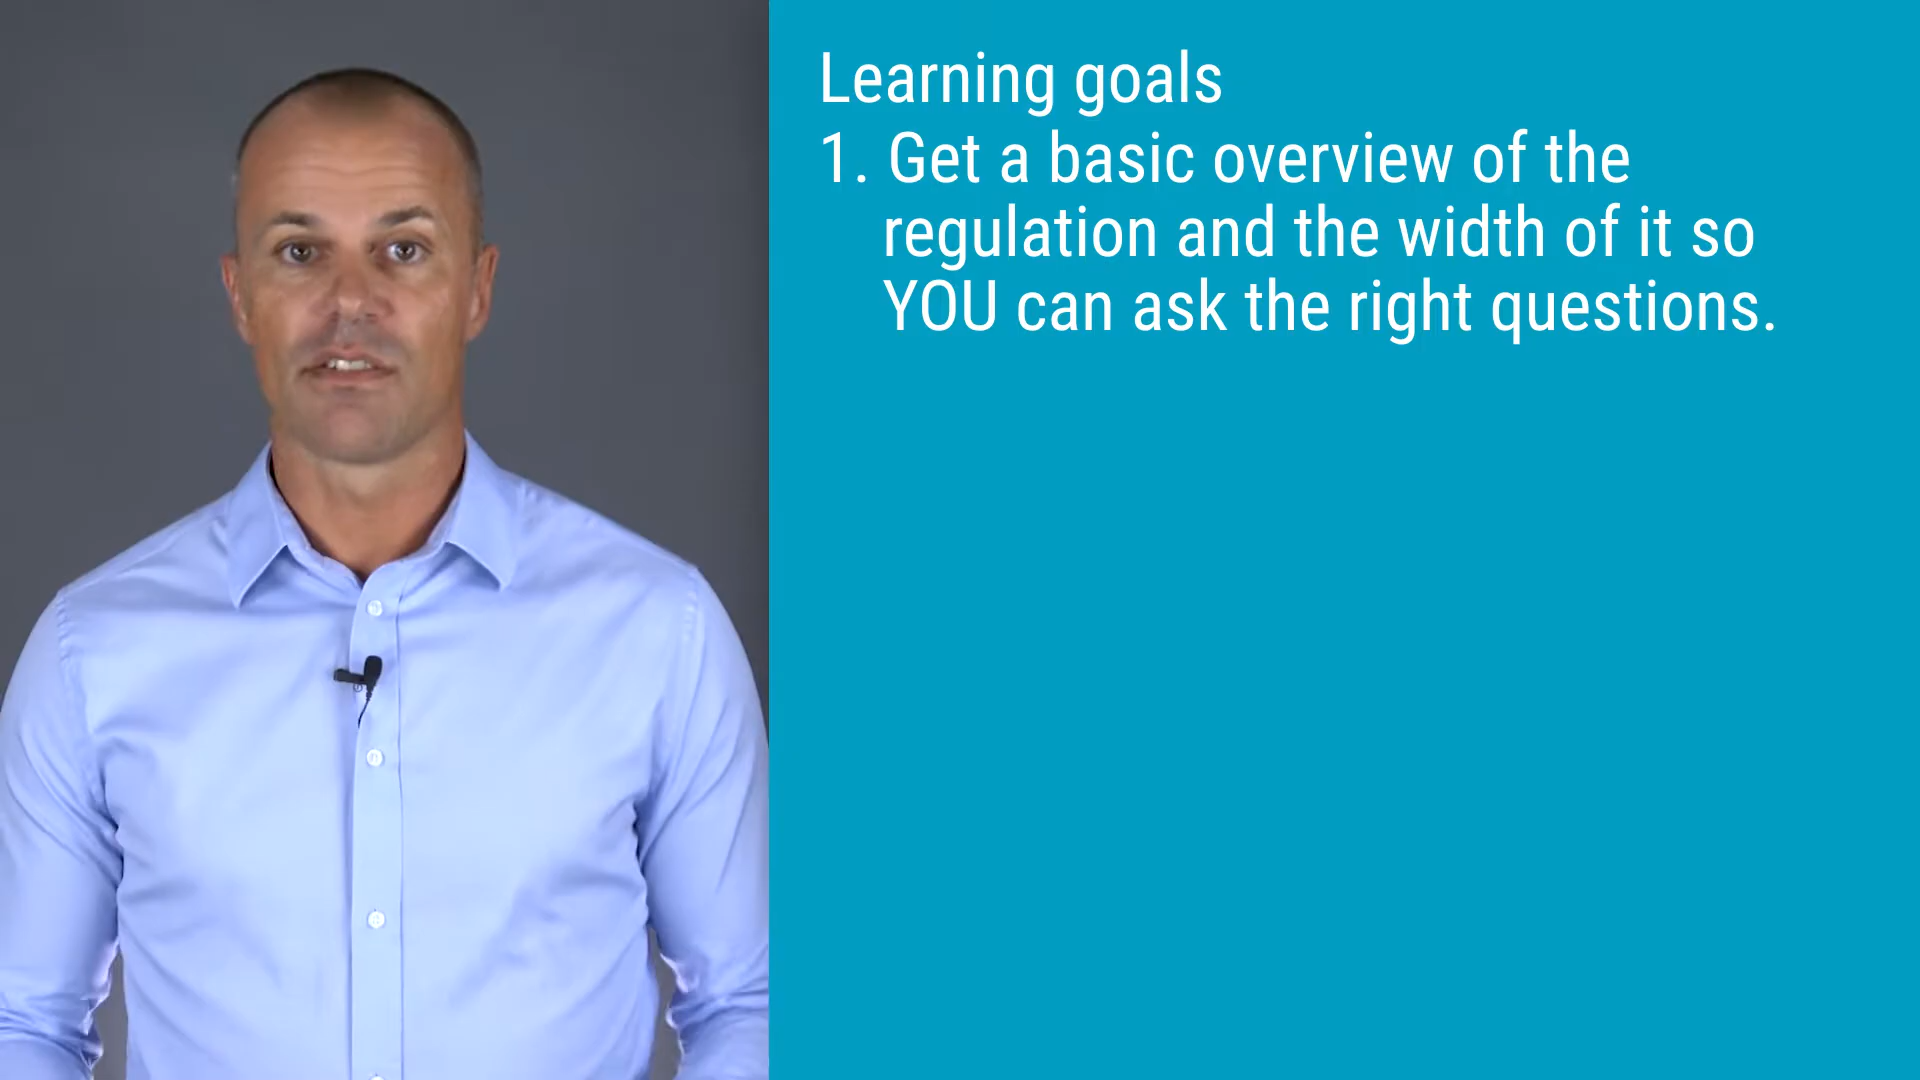 Learning goals
1. Get a basic overview of the
regulation and the width of it so
YOU can ask the right questions.